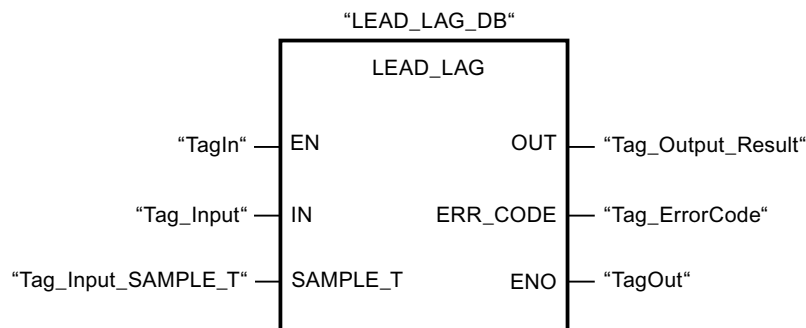 “LEAD_LAG_DB“
LEAD_LAG
“TagIn“ EN OUT “Tag_Output_Result“
“Tag_Input“ IN ERR_CODE “Tag_ErrorCode“
“Tag_Input_SAMPLE_T“ SAMPLE_T ENO “TagOut“